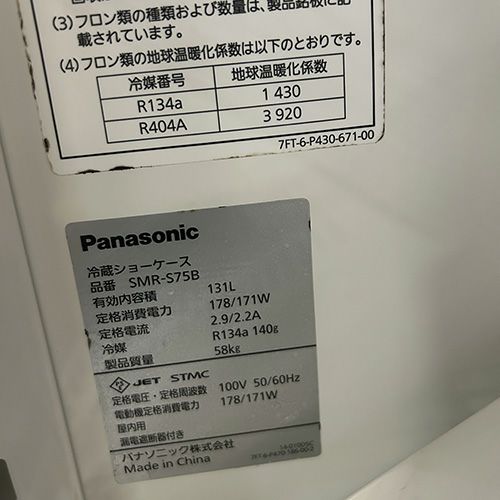 (3)フロン類の種類および数量は、製品銘板に記
載されています。
(4)フロン類の地球温暖化係数は以下のとおりです。
冷媒番号 地球温暖化係数
R134a 1 430
R404A 3 920
7FT-6-P430-671-00
Panasonic
冷蔵ショーケース
品番 SMR-S75B
有効内容積 131L
定格消費電力 178/171W
定格電流 2.9/2.2A
冷媒 R134a 140g
製品質量 58kg
JET STMC
定格電圧・定格周波数 100V 50/60Hz
電動機定格消費電力 178/171W
屋内用
漏電遮断器付き
パナソニック株式会社
Made in China
7FT-6-P470-186-00-2